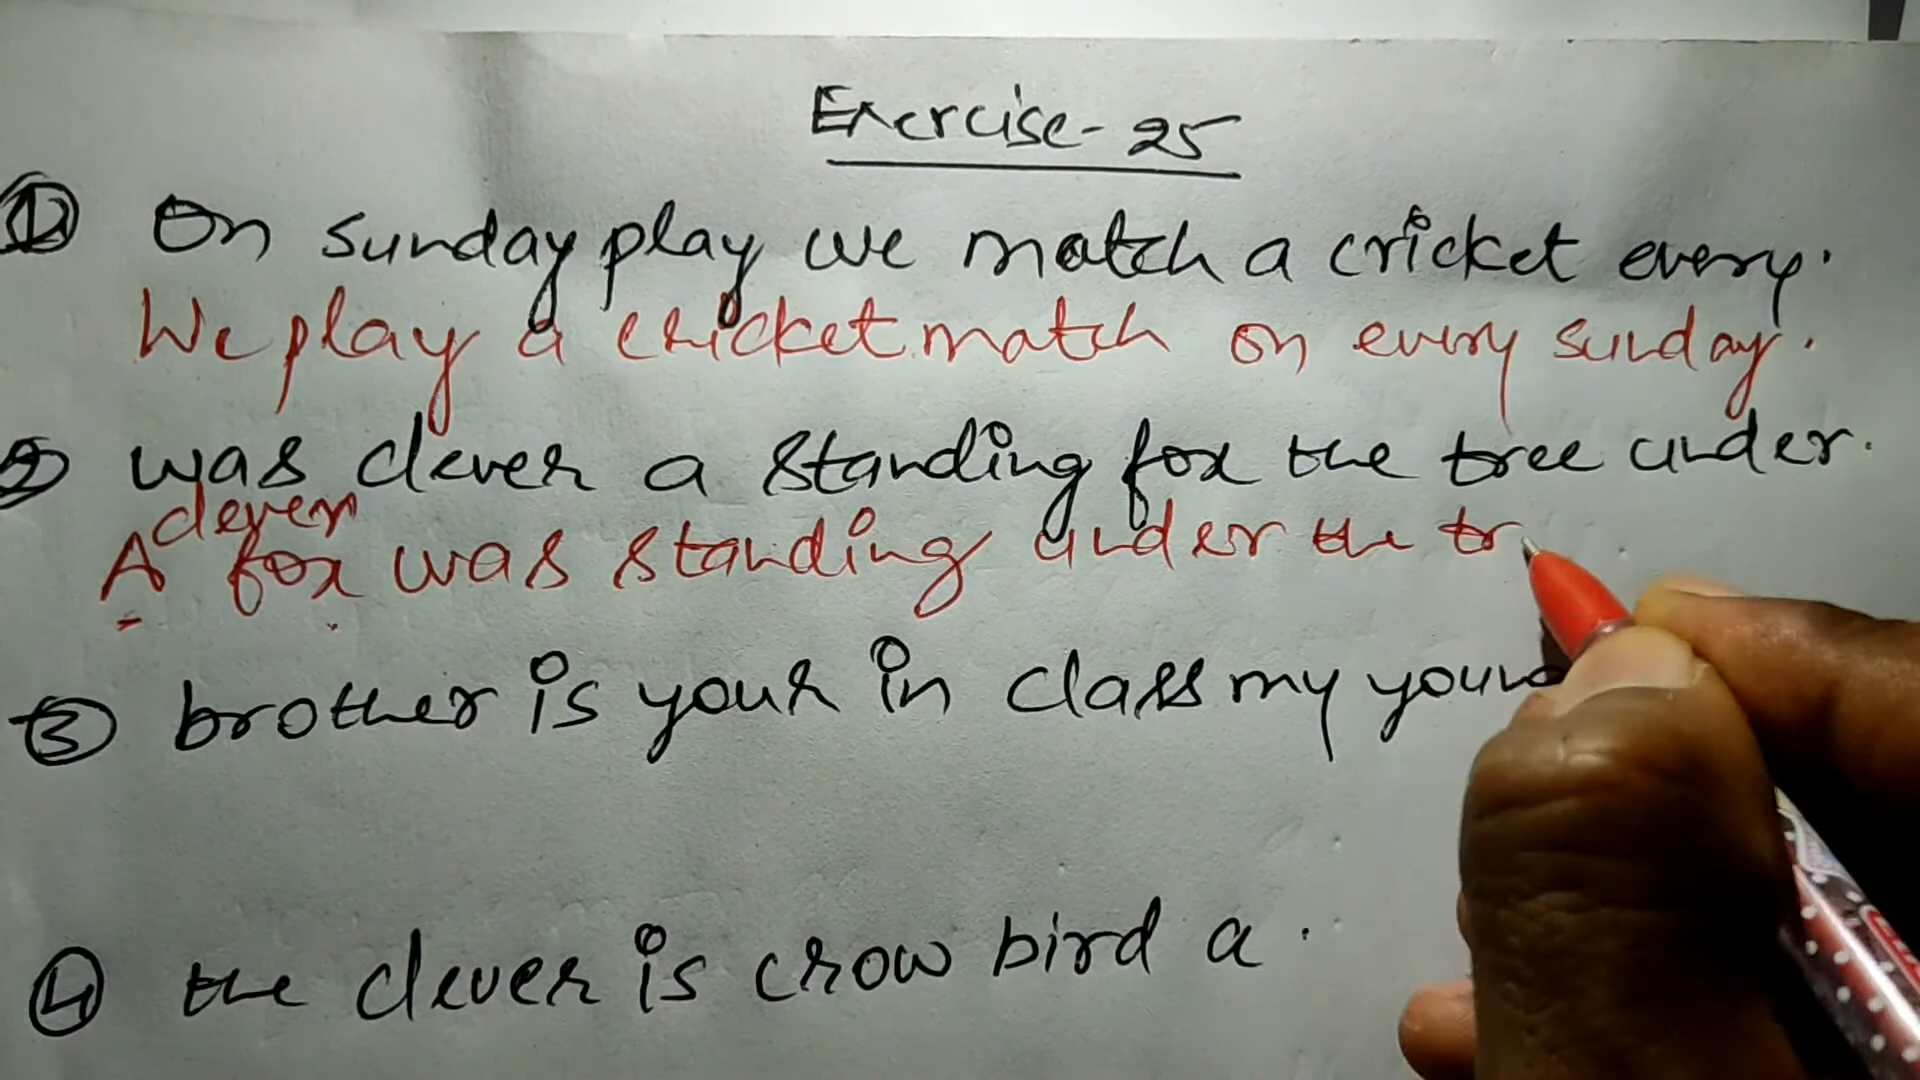 Exercise - 25
① On sunday play we match a cricket every.
We play a cricket match on every sunday.
② was clever a standing fox the tree under.
clever
A fox was standing under the tr
③ brother is your in class my
④ the clever is crow bird a.